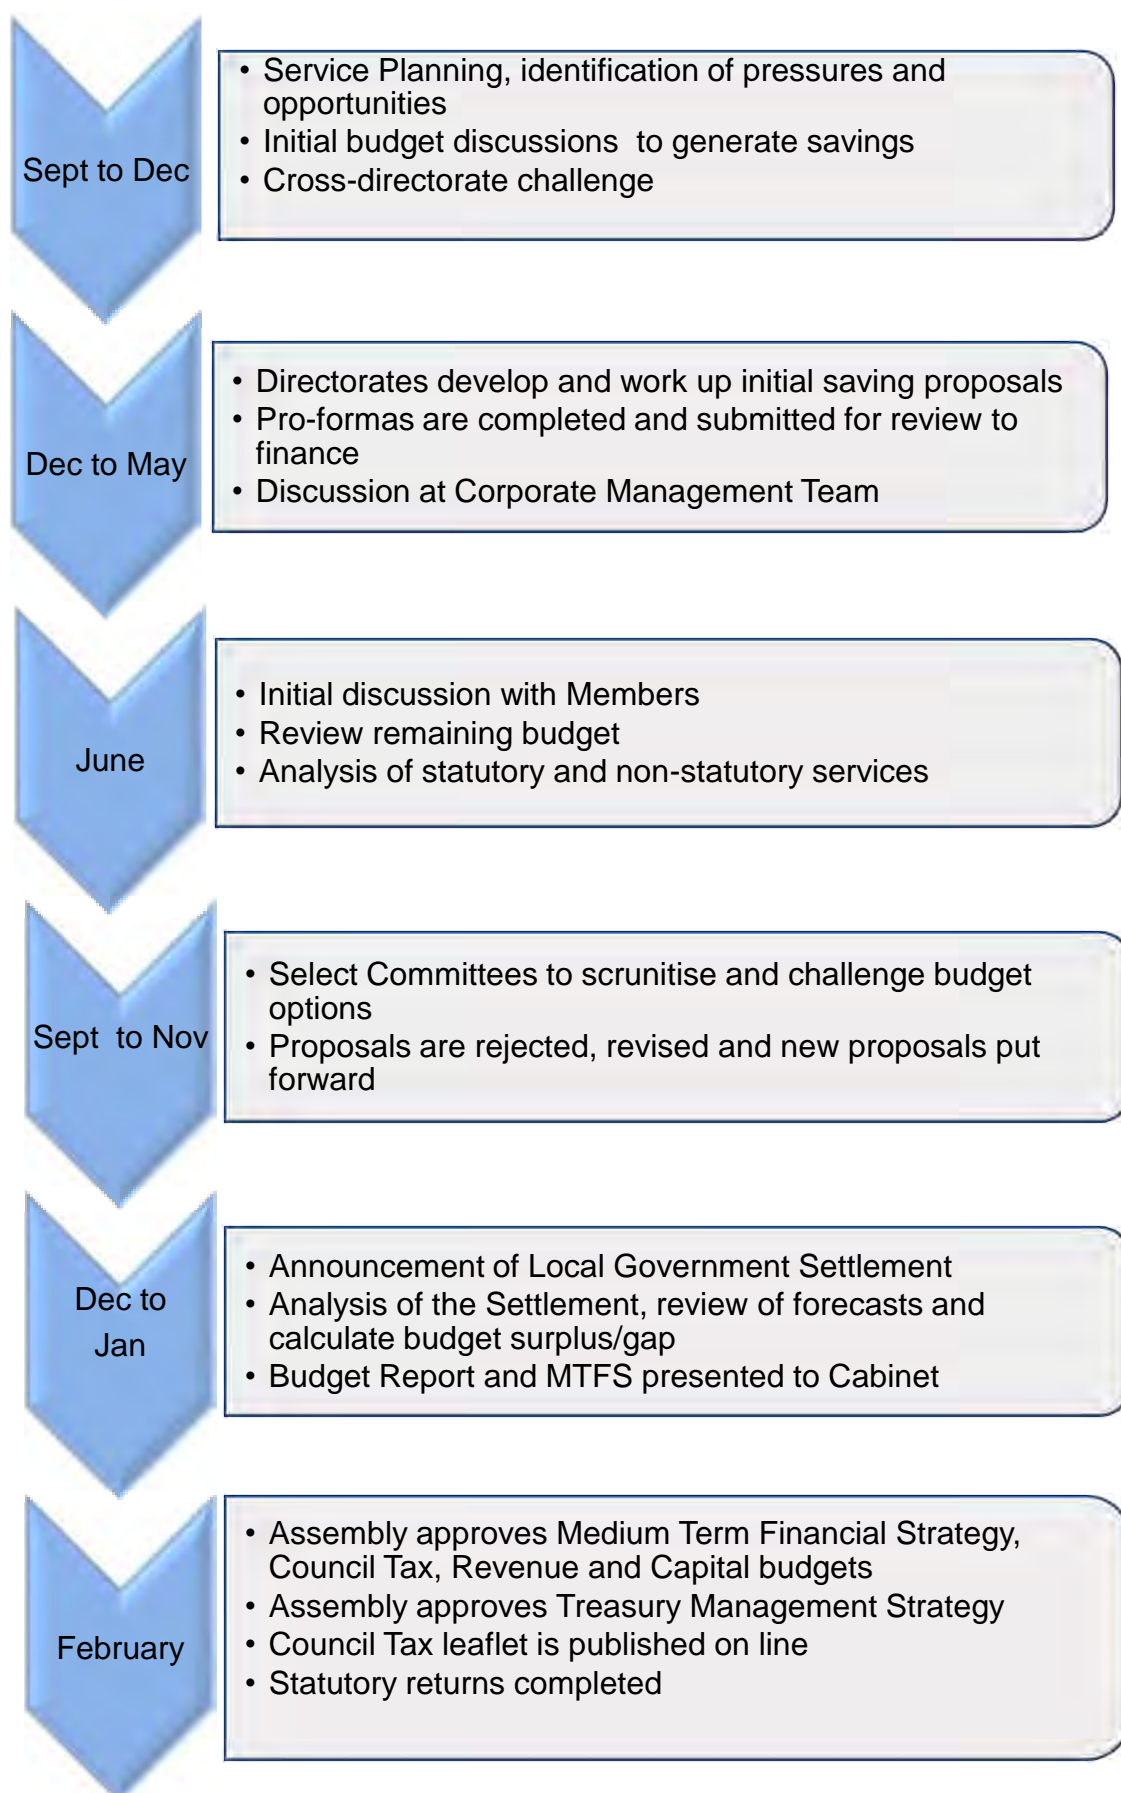 Sept to Dec
• Service Planning, identification of pressures and
opportunities
• Initial budget discussions  to generate savings
• Cross-directorate challenge
Dec to May
• Directorates develop and work up initial saving proposals
• Pro-formas are completed and submitted for review to
finance
• Discussion at Corporate Management Team
June
• Initial discussion with Members
• Review remaining budget
• Analysis of statutory and non-statutory services
Sept  to Nov
• Select Committees to scrunitise and challenge budget
options
• Proposals are rejected, revised and new proposals put
forward
Dec to
Jan
• Announcement of Local Government Settlement
• Analysis of the Settlement, review of forecasts and
calculate budget surplus/gap
• Budget Report and MTFS presented to Cabinet
February
• Assembly approves Medium Term Financial Strategy,
Council Tax, Revenue and Capital budgets
• Assembly approves Treasury Management Strategy
• Council Tax leaflet is published on line
• Statutory returns completed